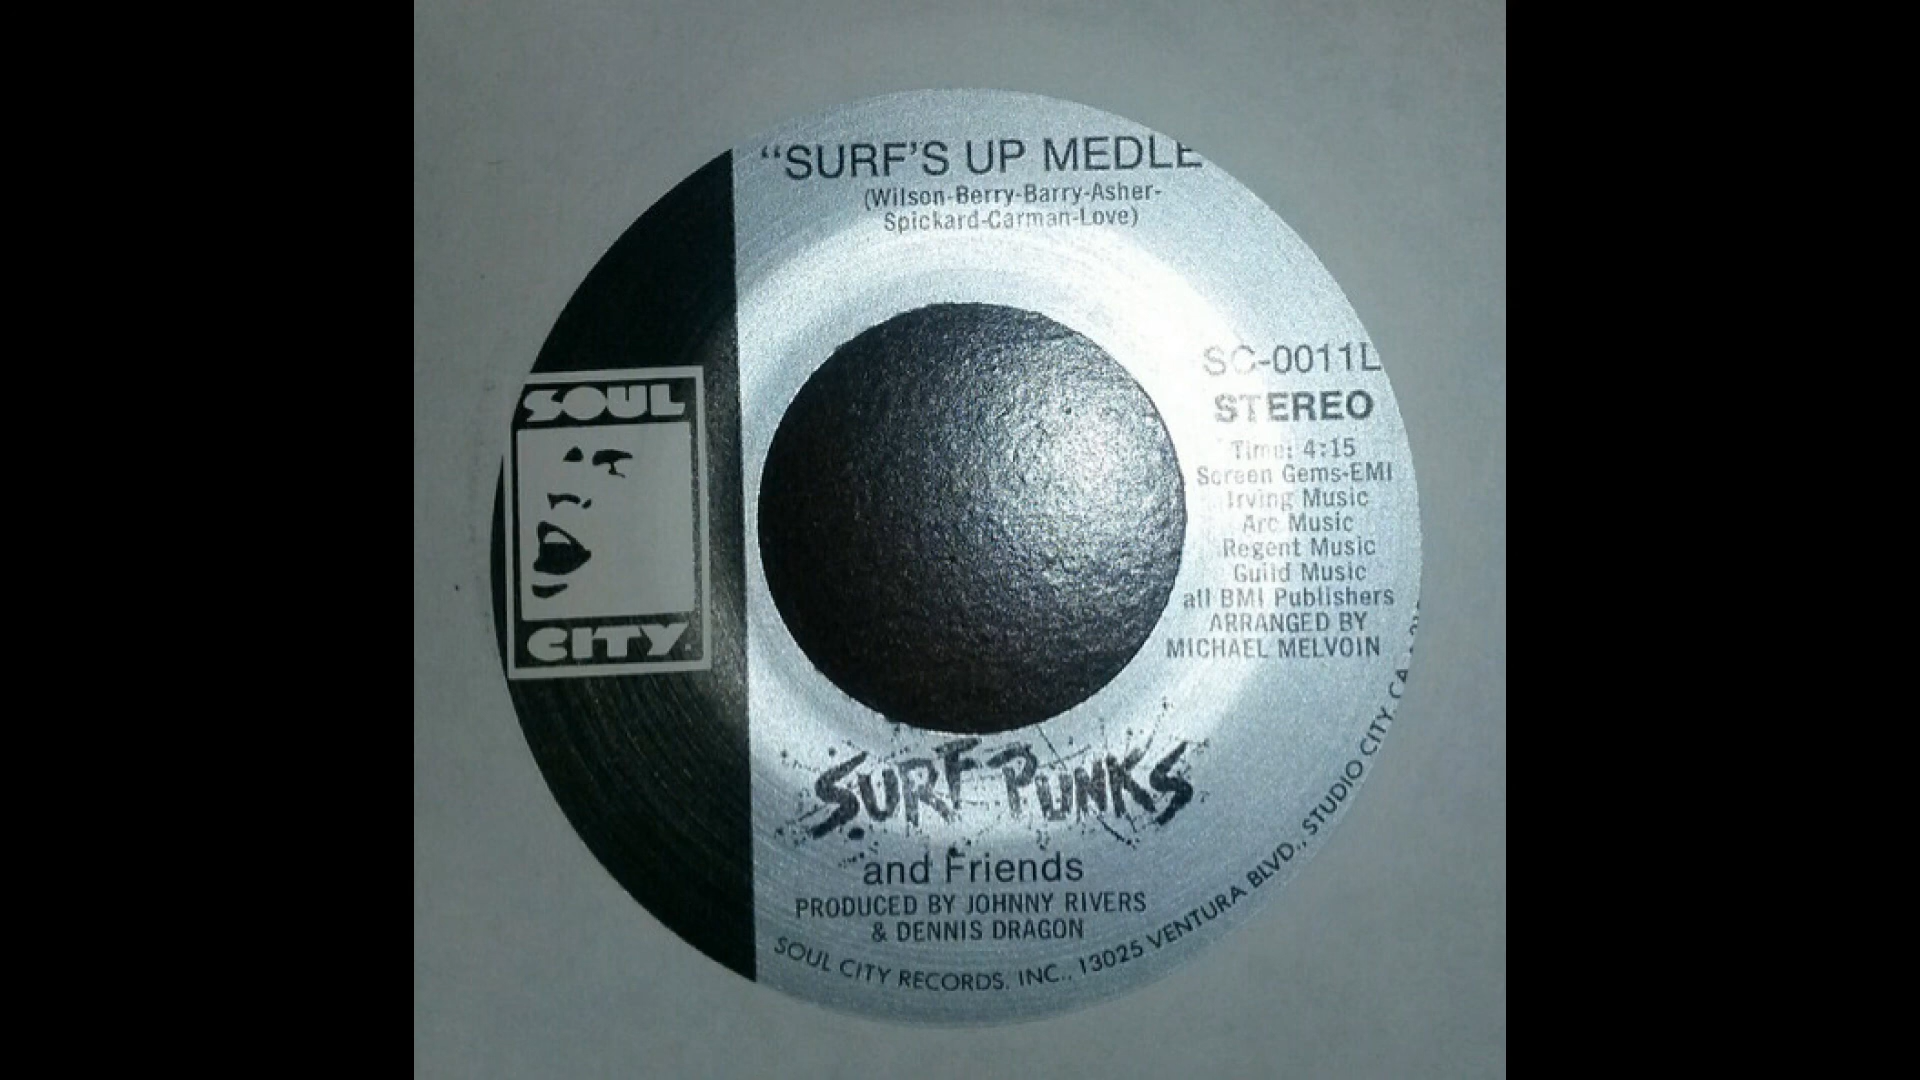 "SURF'S UP MEDLE
(Wilson-Berry-Barry-Asher-
Spickard-Carman-Love)
SOUL
CITY.
SC-0011L
STEREO
Time: 4:15
Screen Gems-EMI
Irving Music
Arc Music
Regent Music
Guild Music
all BMI Publishers
ARRANGED BY
MICHAEL MELVOIN
SURF PUNKS
and Friends
PRODUCED BY JOHNNY RIVERS
& DENNIS DRAGON
SOUL CITY RECORDS, INC., 13025 VENTURA BLVD., STUDIO CITY, CA